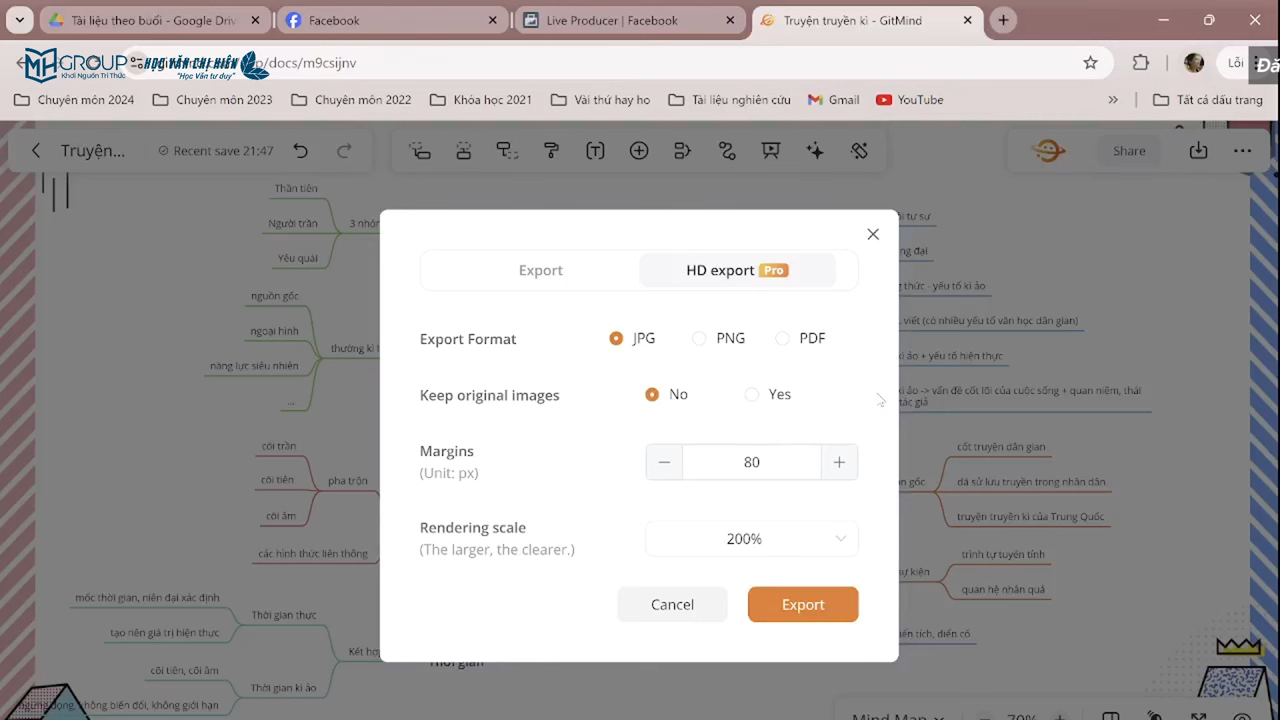 Tài liệu theo buổi - Google Driv
Facebook
Live Producer | Facebook
Truyện truyền kì - GitMind
MH GROUP
Khơi Nguồn Tri Thức
HỌC VĂN CHỊ HIÊN
"Học Văn tư duy"
p/docs/m9csijnv
Lỗi
Đă
Chuyên môn 2024
Chuyên môn 2023
Chuyên môn 2022
Khóa học 2021
Vài thứ hay ho
Tài liệu nghiên cứu
Gmail
YouTube
Tất cả dấu trang
Truyện...
Recent save 21:47
Share
Thần tiên
Người trần
3 nhó
Yêu quái
nguồn gốc
ngoại hình
thường kì
năng lực siêu nhiên
...
cõi trần
cõi tiên
pha trộn
cõi âm
các hình thức liên thông
mốc thời gian, niên đại xác định
Thời gian thực
tạo nên giá trị hiện thực
Kết hợ
cõi tiên, cõi âm
Thời gian kì ảo
ngừng đọng, không biến đổi, không giới hạn
Thời gian
Export
HD export Pro
Export Format
JPG
PNG
PDF
Keep original images
No
Yes
Margins
(Unit: px)
80
Rendering scale
(The larger, the clearer.)
200%
Cancel
Export
i tự sự
ng đại
thức - yếu tố kì ảo
viết (có nhiều yếu tố văn học dân gian)
i ảo + yếu tố hiện thực
kì ảo -> vấn đề cốt lõi của cuộc sống + quan niệm, thái
tác giả
cốt truyện dân gian
n gốc
dã sử lưu truyền trong nhân dân
truyện truyền kì của Trung Quốc
trình tự tuyến tính
ự kiện
quan hệ nhân quả
iển tích, điển cố
Mind Map
70%